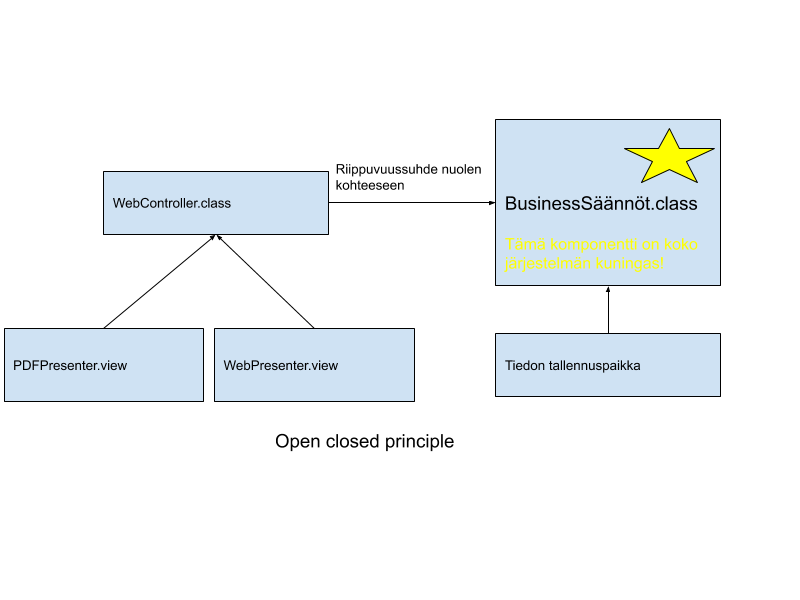 Riippuvuussuhde nuolen
kohteeseen
WebController.class
BusinessSäännöt.class
Tämä komponentti on koko
järjestelmän kuningas!
PDFPresenter.view
WebPresenter.view
Tiedon tallennuspaikka
Open closed principle